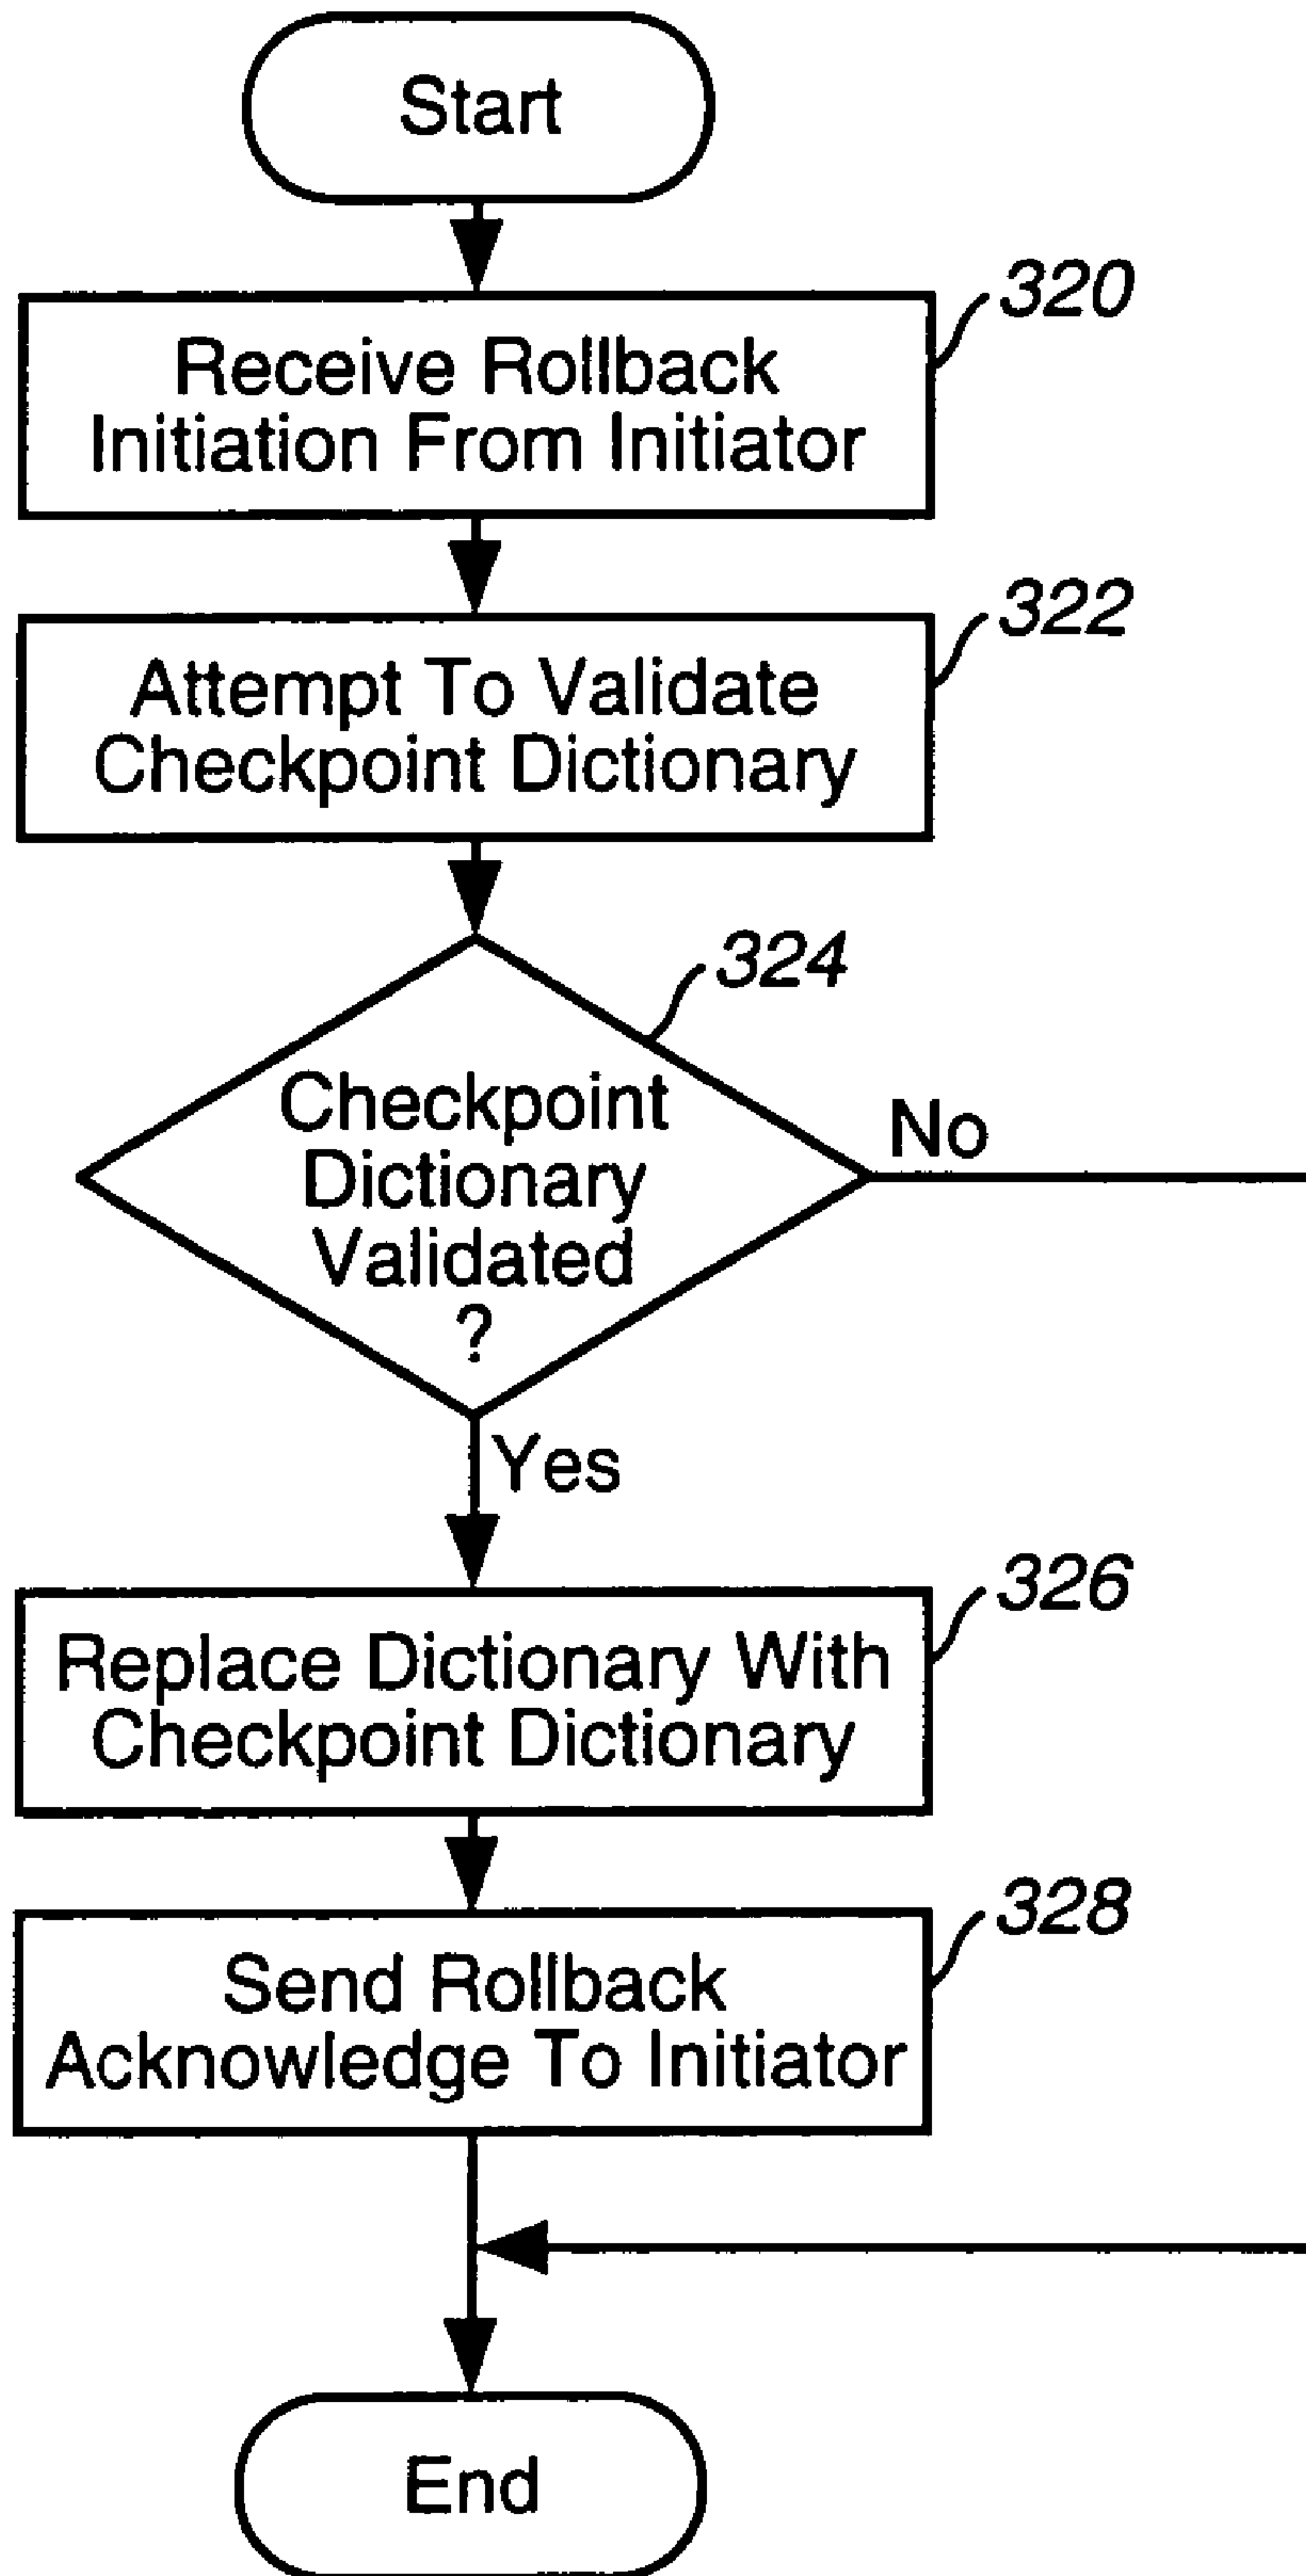 Start
320
Receive Rollback
Initiation From Initiator
322
Attempt To Validate
Checkpoint Dictionary
324
Checkpoint
Dictionary
Validated
?
No
Yes
326
Replace Dictionary With
Checkpoint Dictionary
328
Send Rollback
Acknowledge To Initiator
End